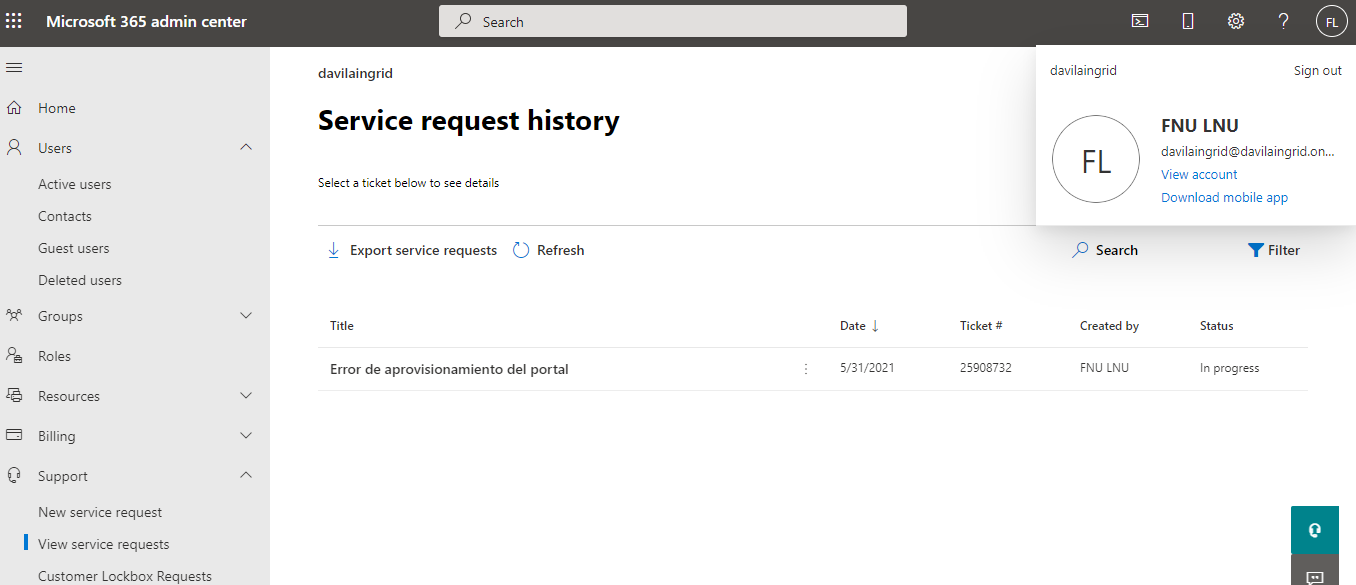 Microsoft 365 admin center
Search
davilaingrid
Sign out
FL
FNU LNU
davilaingrid@davilaingrid.on...
View account
Download mobile app
FL
Home
Users
Active users
Contacts
Guest users
Deleted users
Groups
Roles
Resources
Billing
Support
New service request
View service requests
Customer Lockbox Requests
davilaingrid
Service request history
Select a ticket below to see details
Export service requests
Refresh
Search
Filter
Title Date ↓ Ticket # Created by Status
Error de aprovisionamiento del portal 5/31/2021 25908732 FNU LNU In progress